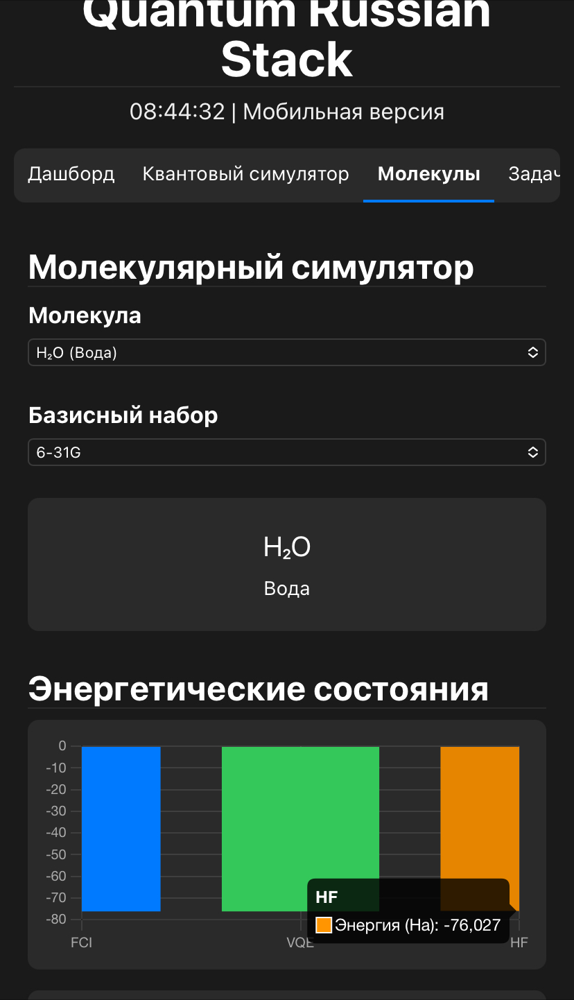 Quantum Russian
Stack
08:44:32 | Мобильная версия
Дашборд Квантовый симулятор Молекулы Задач
Молекулярный симулятор
Молекула
H₂O (Вода)
Базисный набор
6-31G
H₂O
Вода
Энергетические состояния
0
-10
-20
-30
-40
-50
-60
-70
-80
HF
Энергия (Ha): -76,027
FCI VQE HF